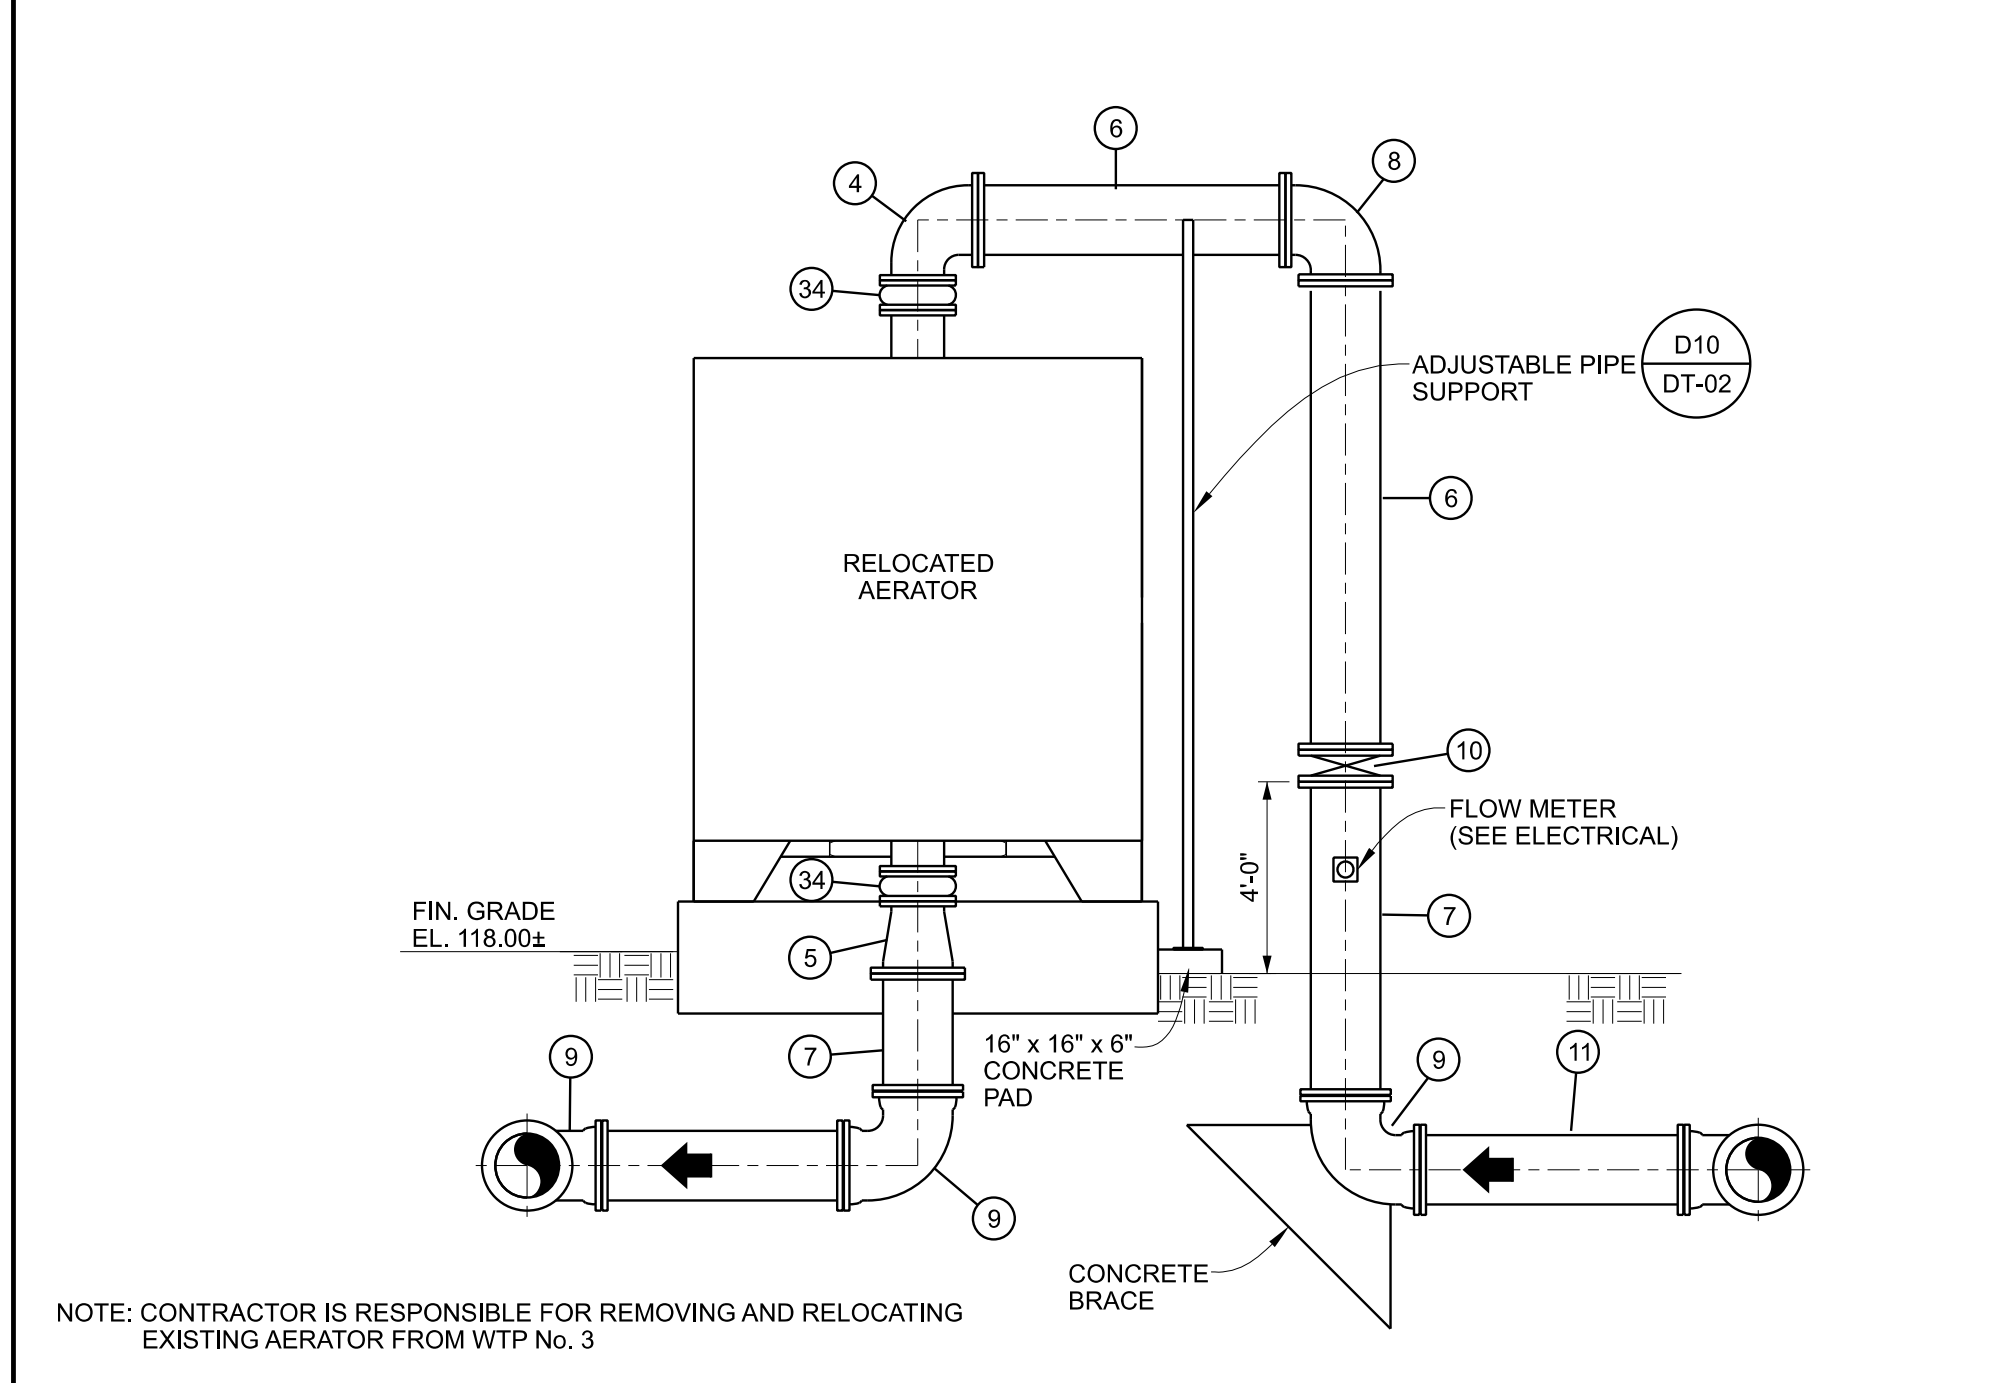 6
8
4
34
D10
DT-02
ADJUSTABLE PIPE
SUPPORT
6
RELOCATED
AERATOR
10
FLOW METER
(SEE ELECTRICAL)
4'-0"
34
7
FIN. GRADE
EL. 118.00±
5
16" x 16" x 6"
CONCRETE
PAD
9
7
9
11
9
CONCRETE
BRACE
NOTE: CONTRACTOR IS RESPONSIBLE FOR REMOVING AND RELOCATING
EXISTING AERATOR FROM WTP No. 3